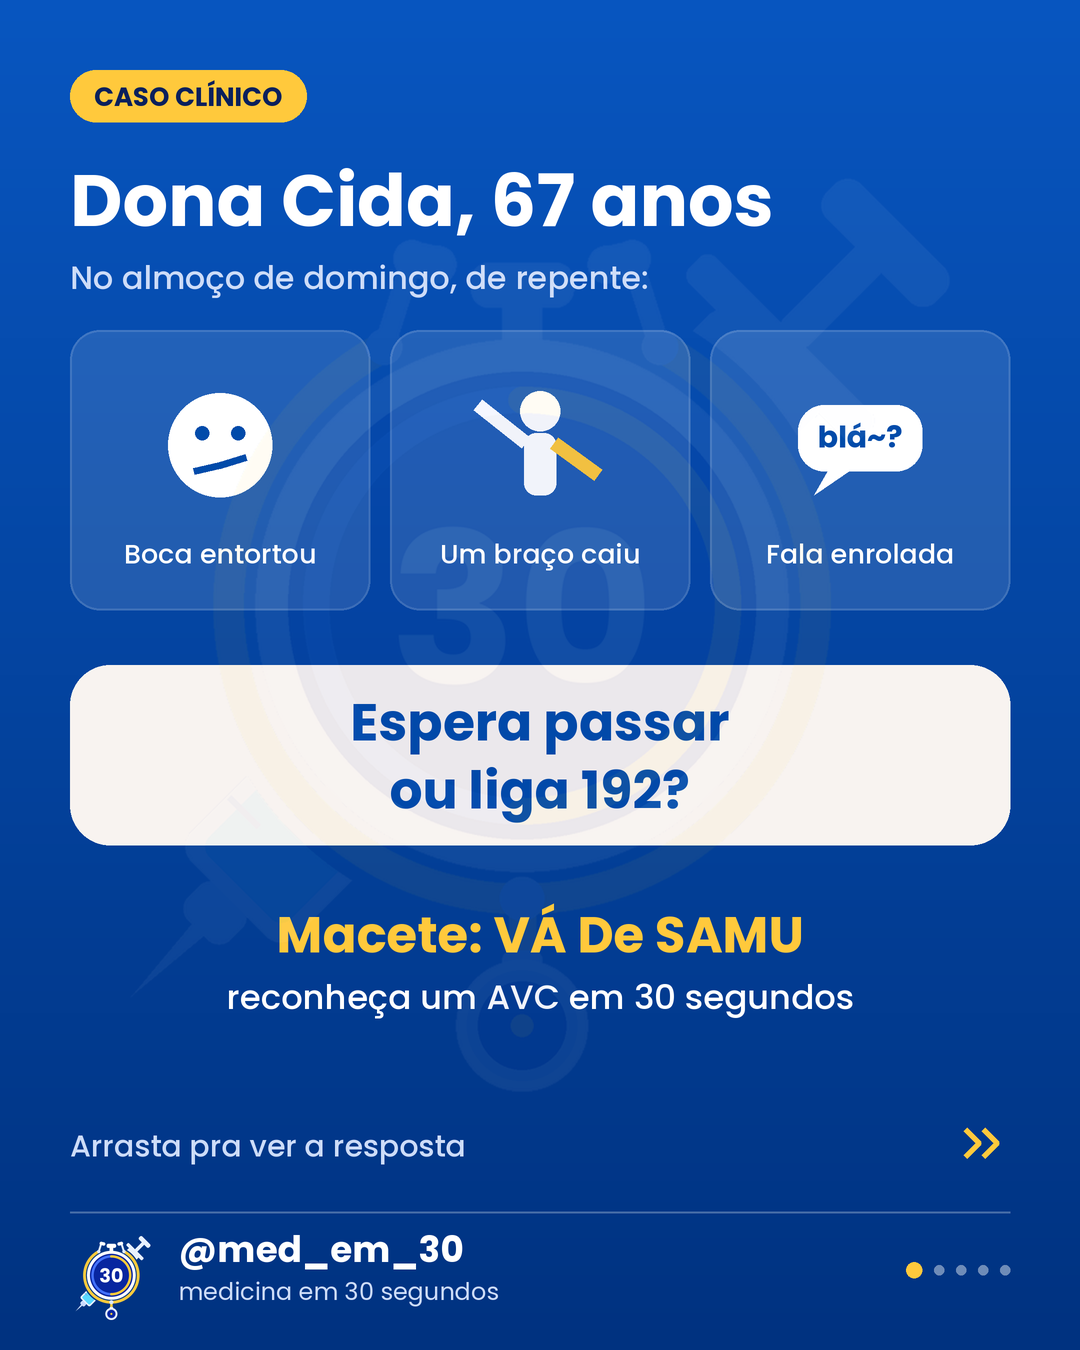 CASO CLÍNICO
Dona Cida, 67 anos
No almoço de domingo, de repente:
blá~?
Boca entortou
Um braço caiu
Fala enrolada
30
Espera passar
ou liga 192?
Macete: VÁ De SAMU
reconheça um AVC em 30 segundos
Arrasta pra ver a resposta
30
@med_em_30
medicina em 30 segundos